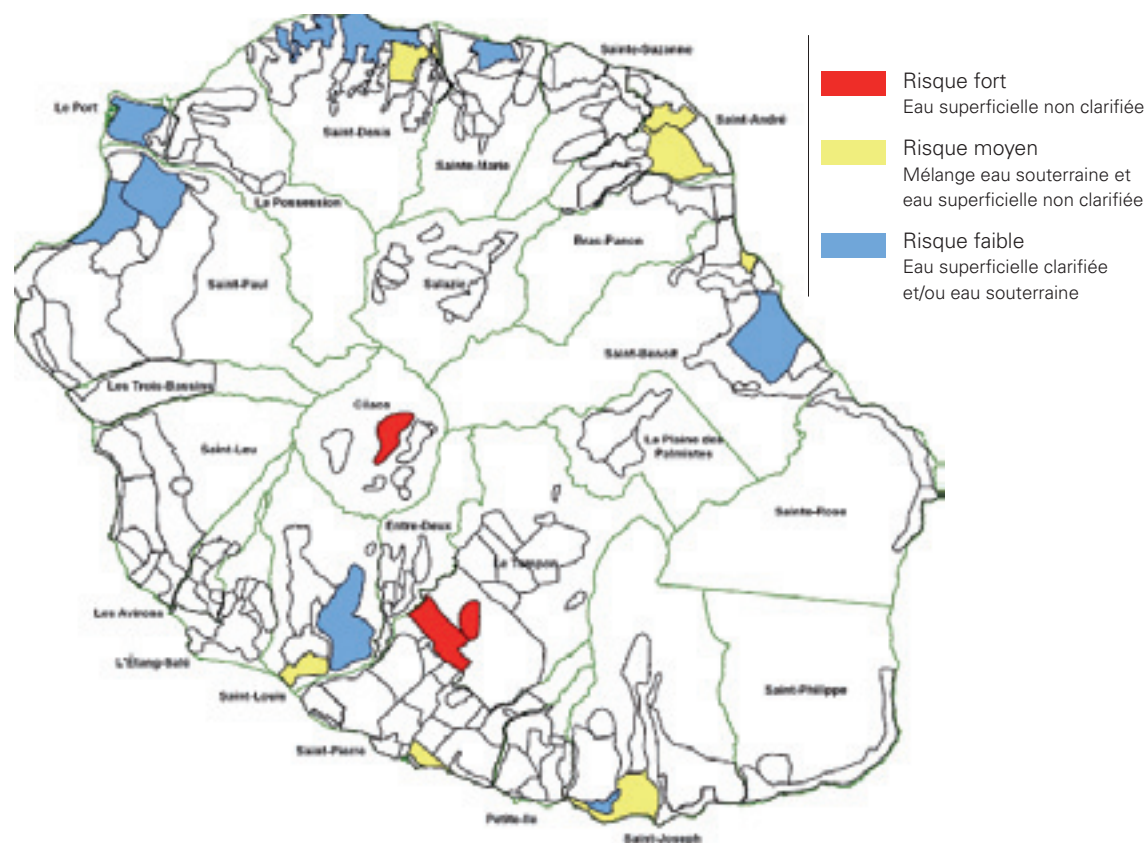 Sainte-Suzanne
Le Port
Saint-Denis
Saint-André
Sainte-Marie
La Possession
Bras-Panon
Saint-Paul
Salazie
Saint-Benoît
Les Trois-Bassins
Cilaos
Saint-Leu
La Plaine des
Palmistes
Sainte-Rose
Entre-Deux
Le Tampon
Les Avirons
L'Étang-Salé
Saint-Louis
Saint-Philippe
Saint-Pierre
Petite-Ile
Saint-Joseph
Risque fort
Eau superficielle non clarifiée
Risque moyen
Mélange eau souterraine et
eau superficielle non clarifiée
Risque faible
Eau superficielle clarifiée
et/ou eau souterraine